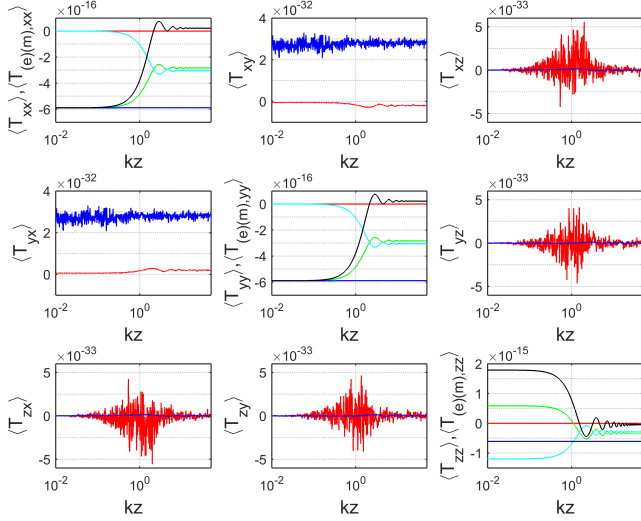 ×10⁻¹⁶ ×10⁻³² ×10⁻³³
⟨T_xx⟩,⟨T_(e)(m),xx⟩ 0 -2 -4 -6
10⁻² 10⁰
kz
⟨T_xy⟩ 4 2 0
10⁻² 10⁰
kz
⟨T_xz⟩ 5 0 -5
10⁻² 10⁰
kz
×10⁻³² ×10⁻¹⁶ ×10⁻³³
⟨T_yx⟩ 4 2 0
10⁻² 10⁰
kz
⟨T_yy⟩,⟨T_(e)(m),yy⟩ 0 -2 -4 -6
10⁻² 10⁰
kz
⟨T_yz⟩ 5 0 -5
10⁻² 10⁰
kz
×10⁻³³ ×10⁻³³ ×10⁻¹⁵
⟨T_zx⟩ 5 0 -5
10⁻² 10⁰
kz
⟨T_zy⟩ 5 0 -5
10⁻² 10⁰
kz
⟨T_zz⟩,⟨T_(e)(m),zz⟩ 2 1 0 -1
10⁻² 10⁰
kz